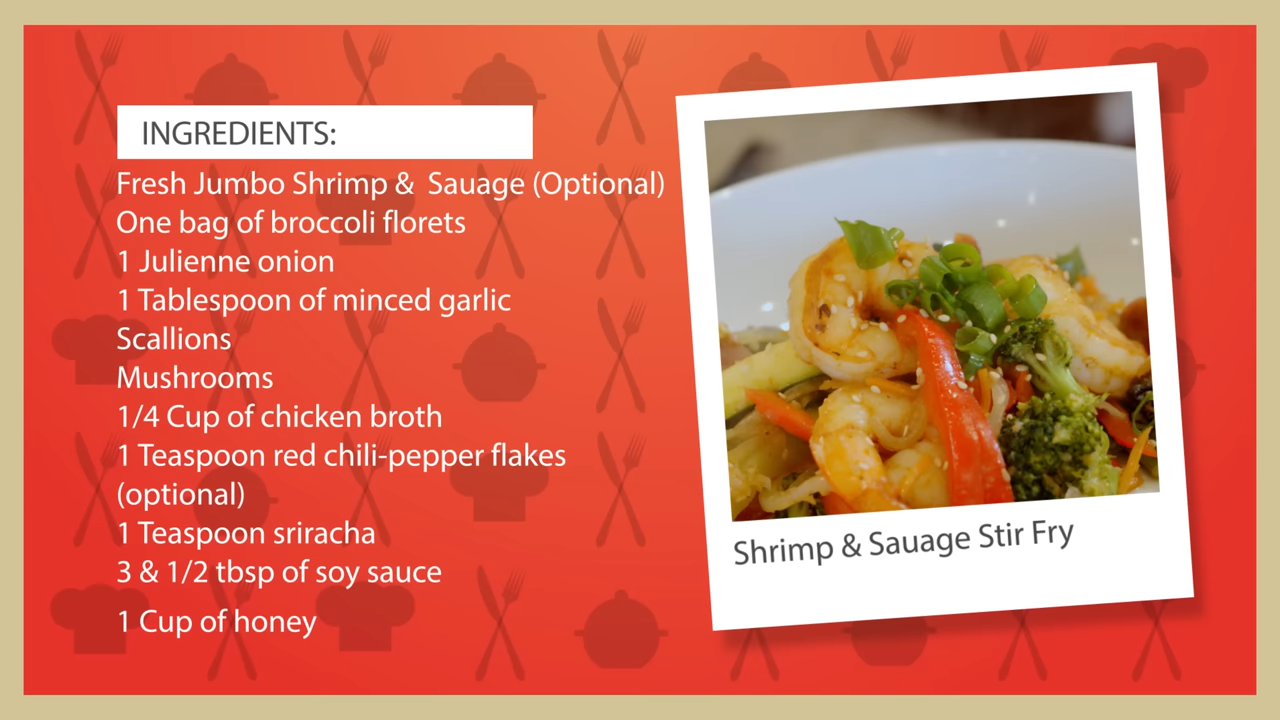 INGREDIENTS:
Fresh Jumbo Shrimp & Sauage (Optional)
One bag of broccoli florets
1 Julienne onion
1 Tablespoon of minced garlic
Scallions
Mushrooms
1/4 Cup of chicken broth
1 Teaspoon red chili-pepper flakes
(optional)
1 Teaspoon sriracha
3 & 1/2 tbsp of soy sauce
1 Cup of honey
Shrimp & Sauage Stir Fry